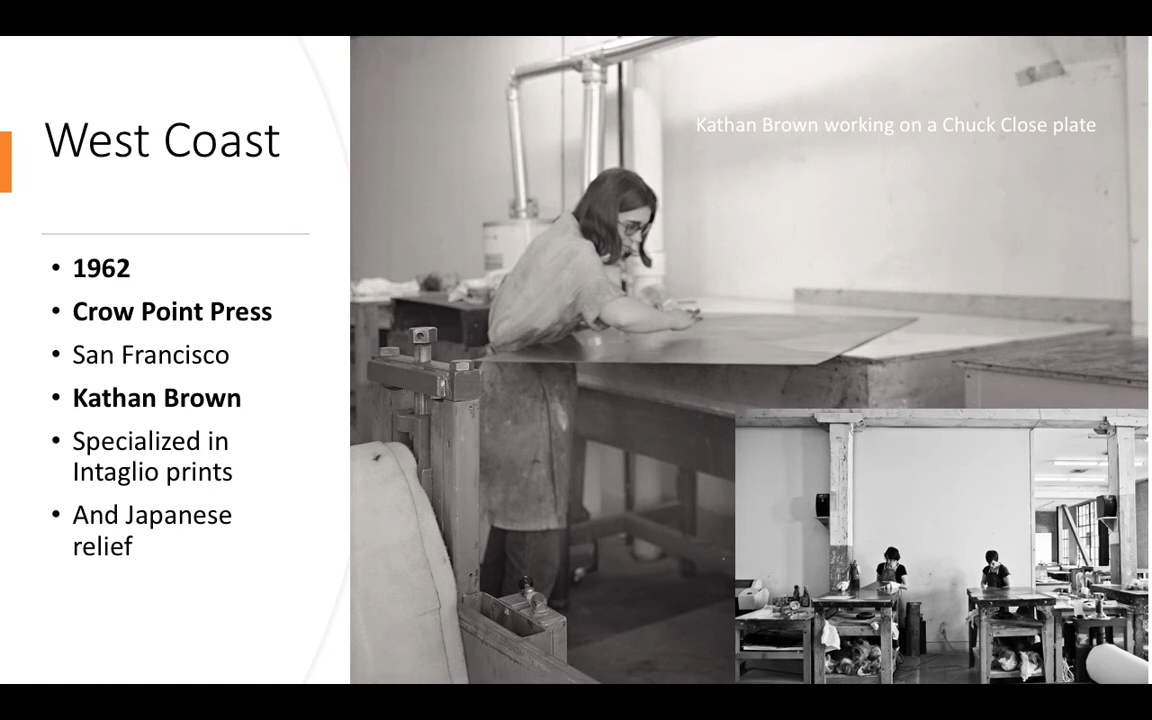 West Coast
Kathan Brown working on a Chuck Close plate
• 1962
• Crow Point Press
• San Francisco
• Kathan Brown
• Specialized in
Intaglio prints
• And Japanese
relief